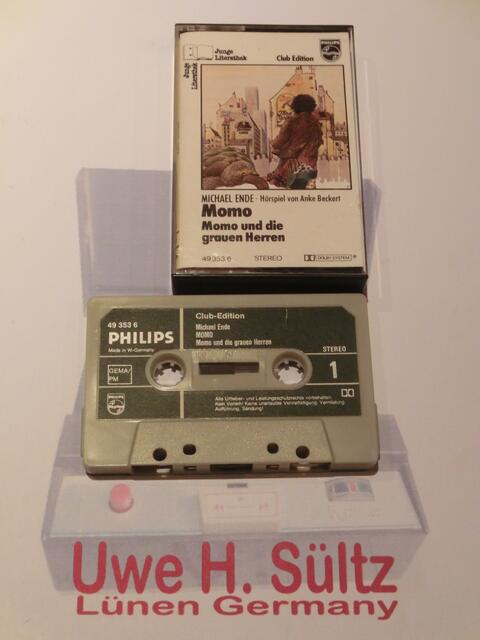 Junge
Literathek
Club Edition
PHILIPS
Junge
Literathek
MICHAEL ENDE · Hörspiel von Anke Beckert
Momo
Momo und die
grauen Herren
49 353 6
STEREO
DOLBY SYSTEM
49 353 6
PHILIPS
Made in W.-Germany
Club-Edition
Michael Ende
MOMO
Momo und die grauen Herren
STEREO
1
GEMA/
PM
PHILIPS
Alle Urheber- und Leistungsschutzrechte vorbehalten.
Kein Verleih! Keine unerlaubte Vervielfältigung, Vermietung,
Aufführung, Sendung!
Uwe H. Sültz
Lünen Germany